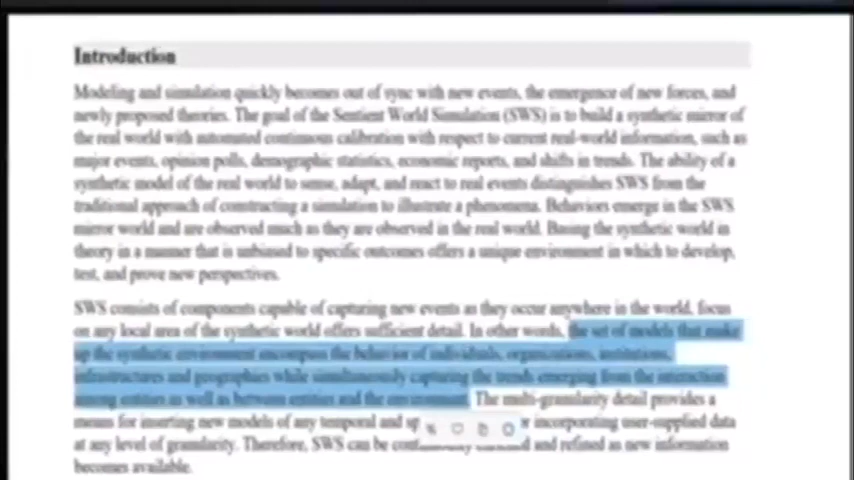 Introduction
Modeling and simulation quickly becomes out of sync with new events, the emergence of new forces, and
newly proposed theories. The goal of the Sentient World Simulation (SWS) is to build a synthetic mirror of
the real world with automated continuous calibration with respect to current real-world information, such as
major events, opinion polls, demographic statistics, economic reports, and shifts in trends. The ability of a
synthetic model of the real world to sense, adapt, and react to real events distinguishes SWS from the
traditional approach of constructing a simulation to illustrate a phenomena. Behaviors emerge in the SWS
mirror world and are observed much as they are observed in the real world. Basing the synthetic world in
theory in a manner that is unbiased to specific outcomes offers a unique environment in which to develop,
test, and prove new perspectives.
SWS consists of components capable of capturing new events as they occur anywhere in the world, focus
on any local area of the synthetic world offers sufficient detail. In other words, the set of models that make
up the synthetic environment encompass the behavior of individuals, organizations, institutions,
infrastructures and geographies while simultaneously capturing the trends emerging from the interaction
among entities as well as between entities and the environment. The multi-granularity detail provides a
means for inserting new models of any temporal and incorporating user-supplied data
at any level of granularity. Therefore, SWS can be and refined as new information
becomes available.